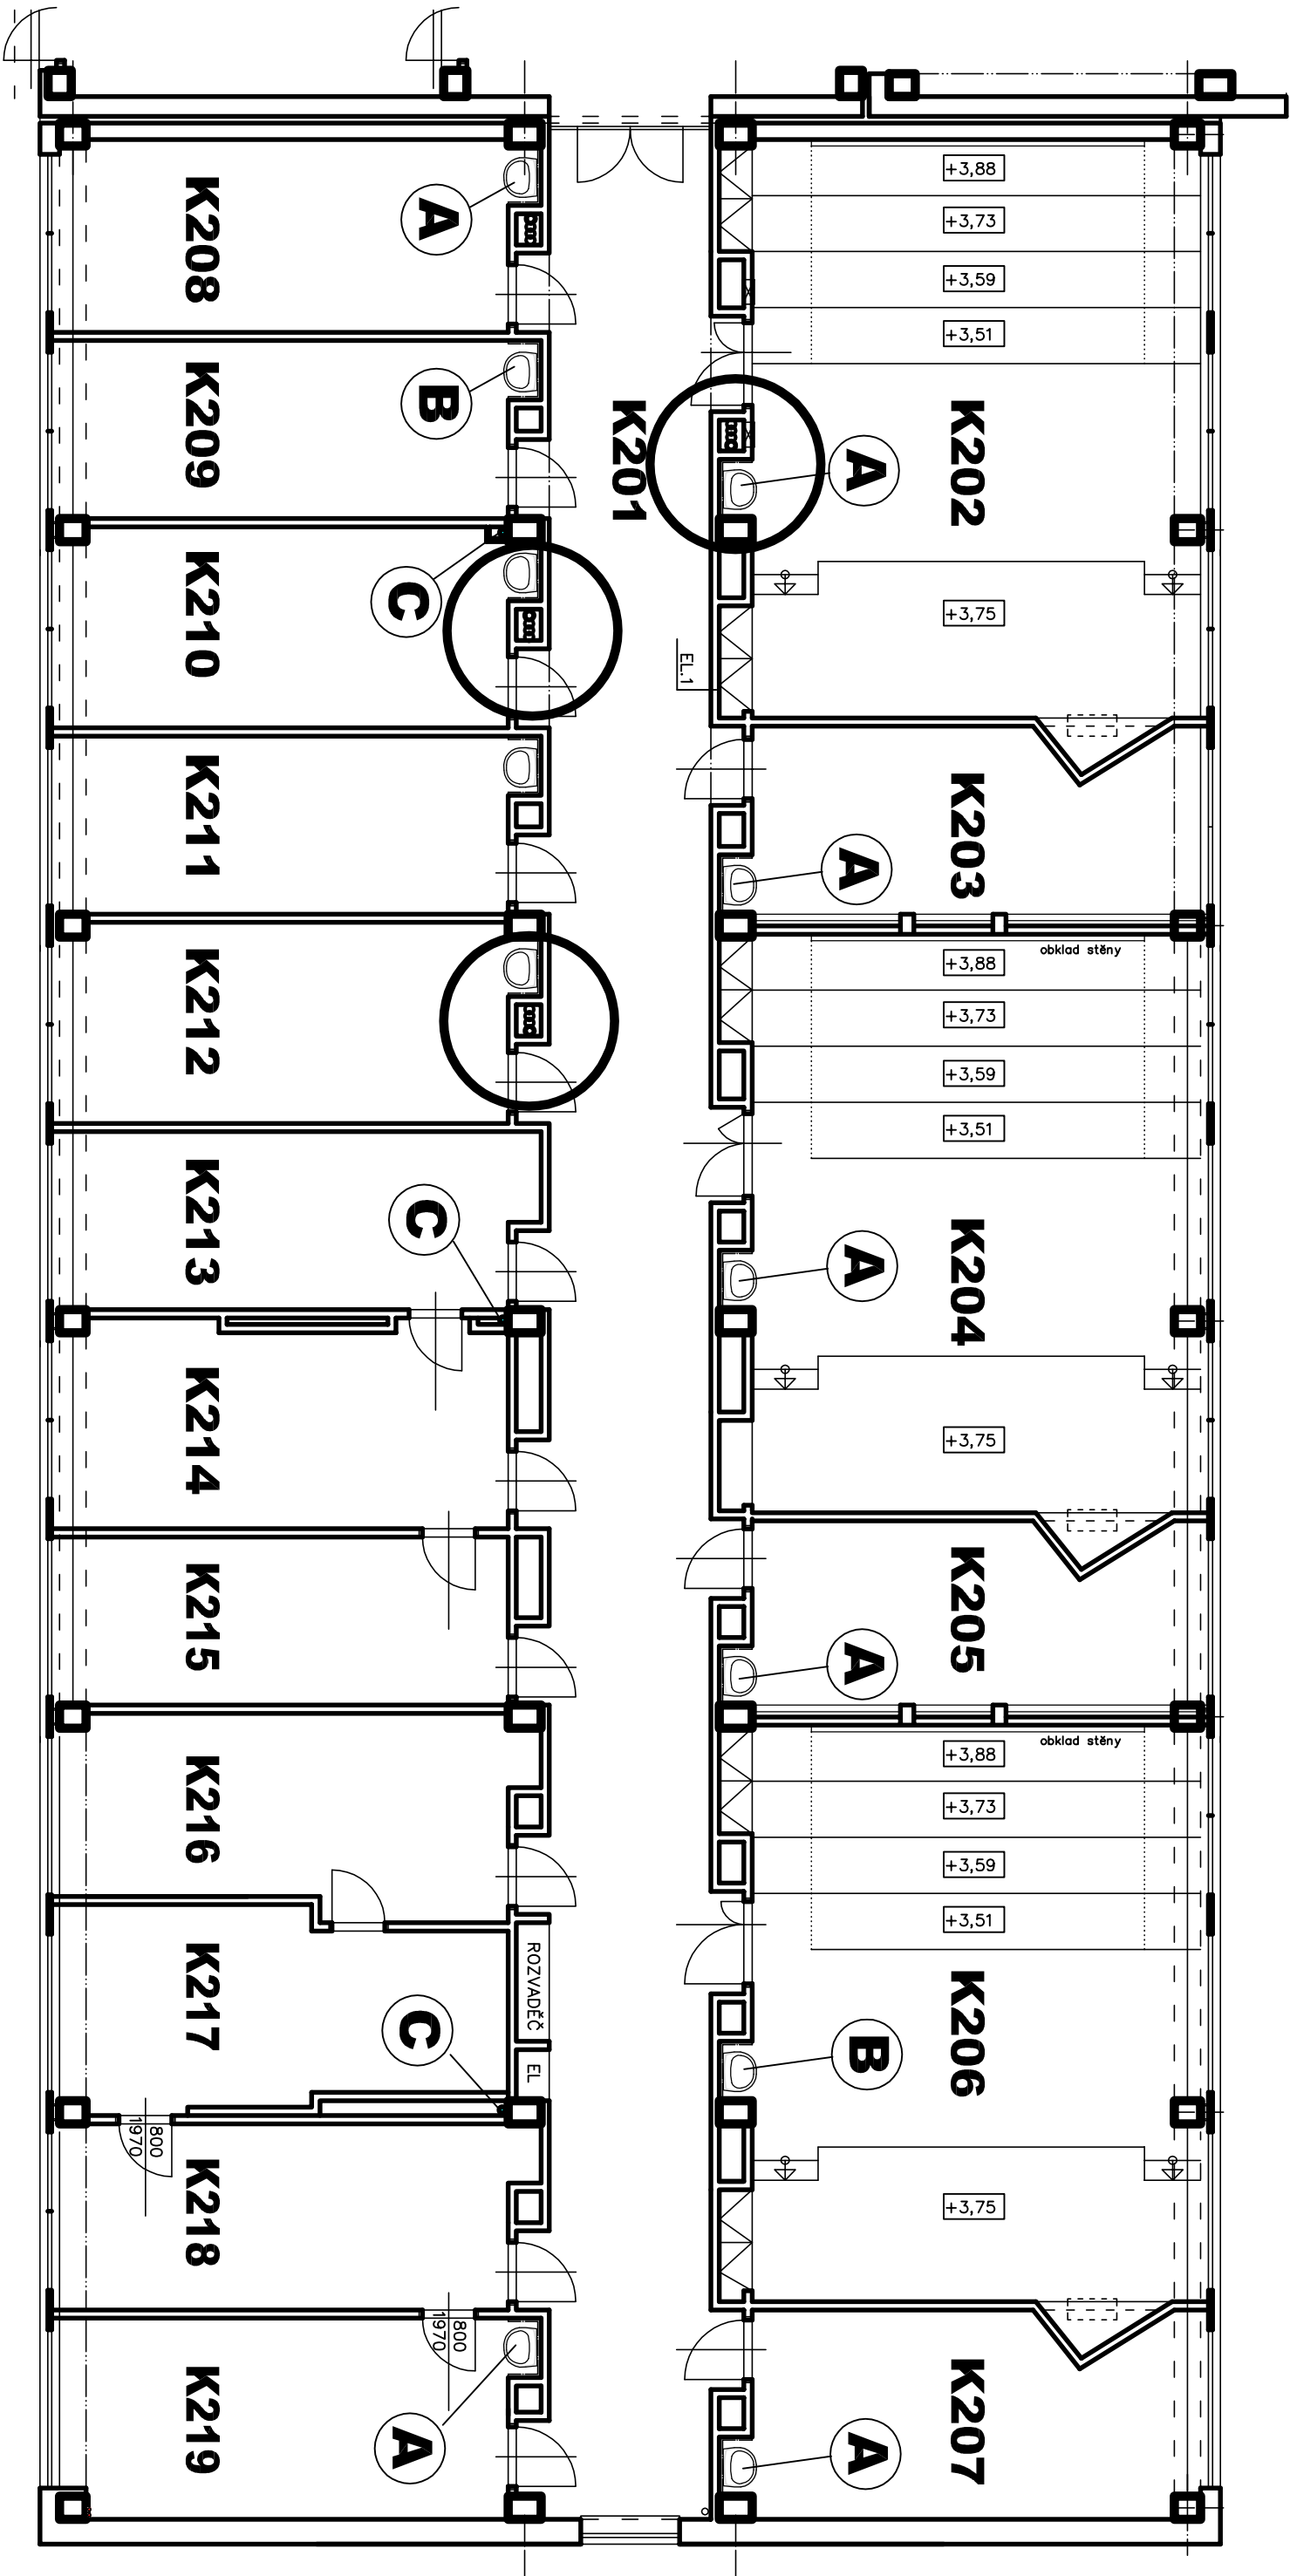 +3,88
+3,73
+3,59
+3,51
K208
A
K209
B
K201
A
K202
K210
C
EL.1
+3,75
K211
K203
A
obklad stěny
+3,88
+3,73
+3,59
+3,51
K212
K213
C
A
K204
K214
+3,75
K215
K205
A
obklad stěny
+3,88
+3,73
+3,59
+3,51
K216
K217
ROZVADĚČ
EL
C
K206
B
800
1970
K218
+3,75
800
1970
K219
A
K207
A